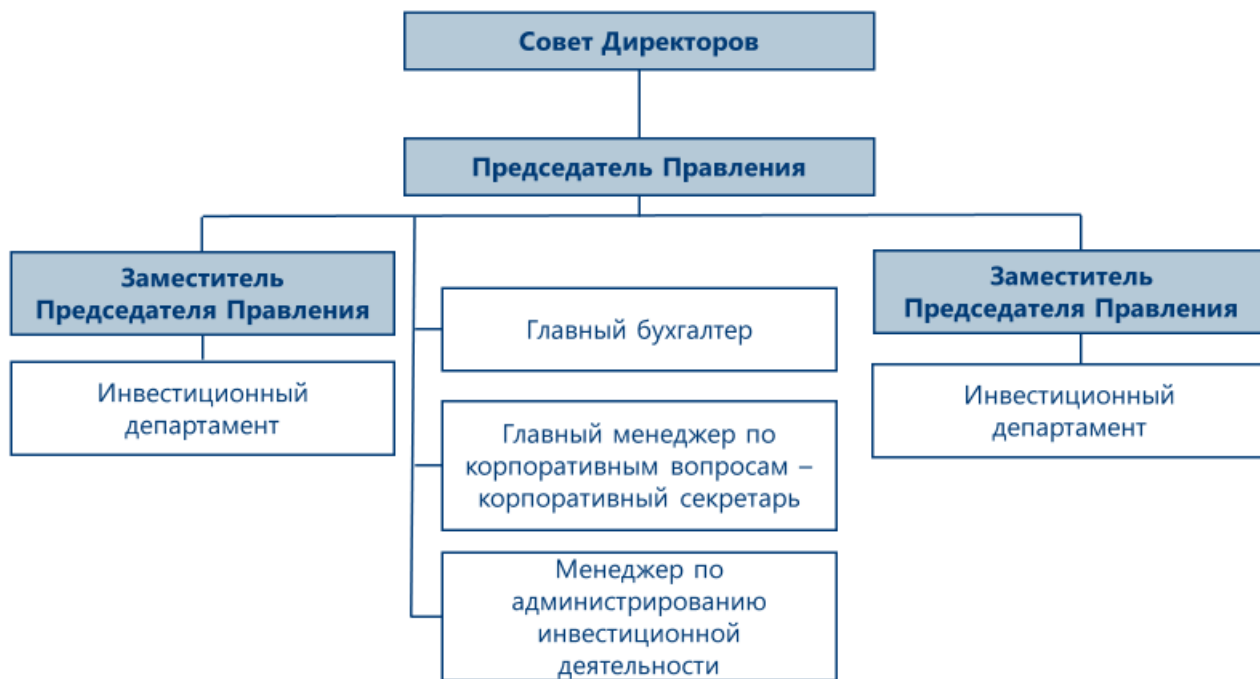 Совет Директоров
Председатель Правления
Заместитель
Председателя Правления
Инвестиционный
департамент
Главный бухгалтер
Главный менеджер по
корпоративным вопросам –
корпоративный секретарь
Менеджер по
администрированию
инвестиционной
деятельности
Заместитель
Председателя Правления
Инвестиционный
департамент